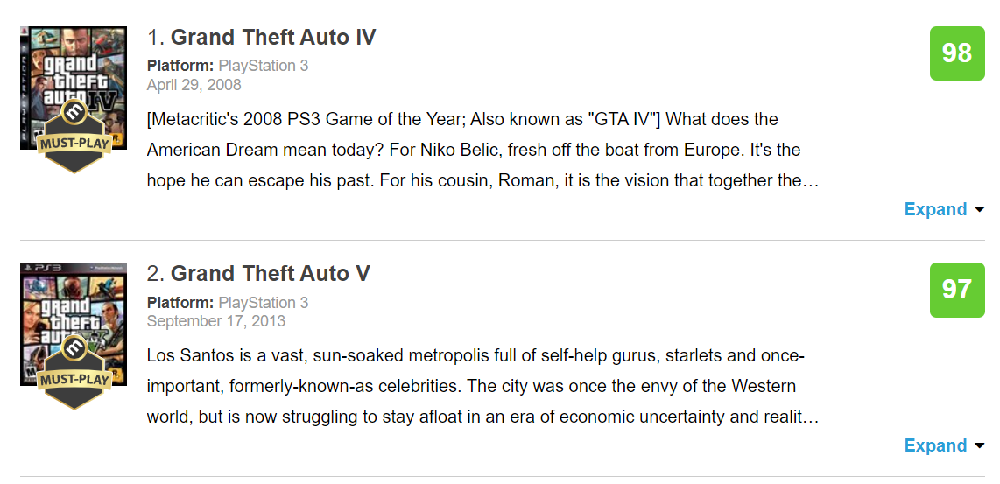 1. Grand Theft Auto IV
98
Platform: PlayStation 3
April 29, 2008
[Metacritic's 2008 PS3 Game of the Year; Also known as "GTA IV"] What does the
American Dream mean today? For Niko Belic, fresh off the boat from Europe. It's the
hope he can escape his past. For his cousin, Roman, it is the vision that together the…
Expand
grand
theft
auto IV
m
MUST-PLAY
2. Grand Theft Auto V
97
Platform: PlayStation 3
September 17, 2013
Los Santos is a vast, sun-soaked metropolis full of self-help gurus, starlets and once-
important, formerly-known-as celebrities. The city was once the envy of the Western
world, but is now struggling to stay afloat in an era of economic uncertainty and realit…
Expand
PS3
grand
theft
auto
m
MUST-PLAY